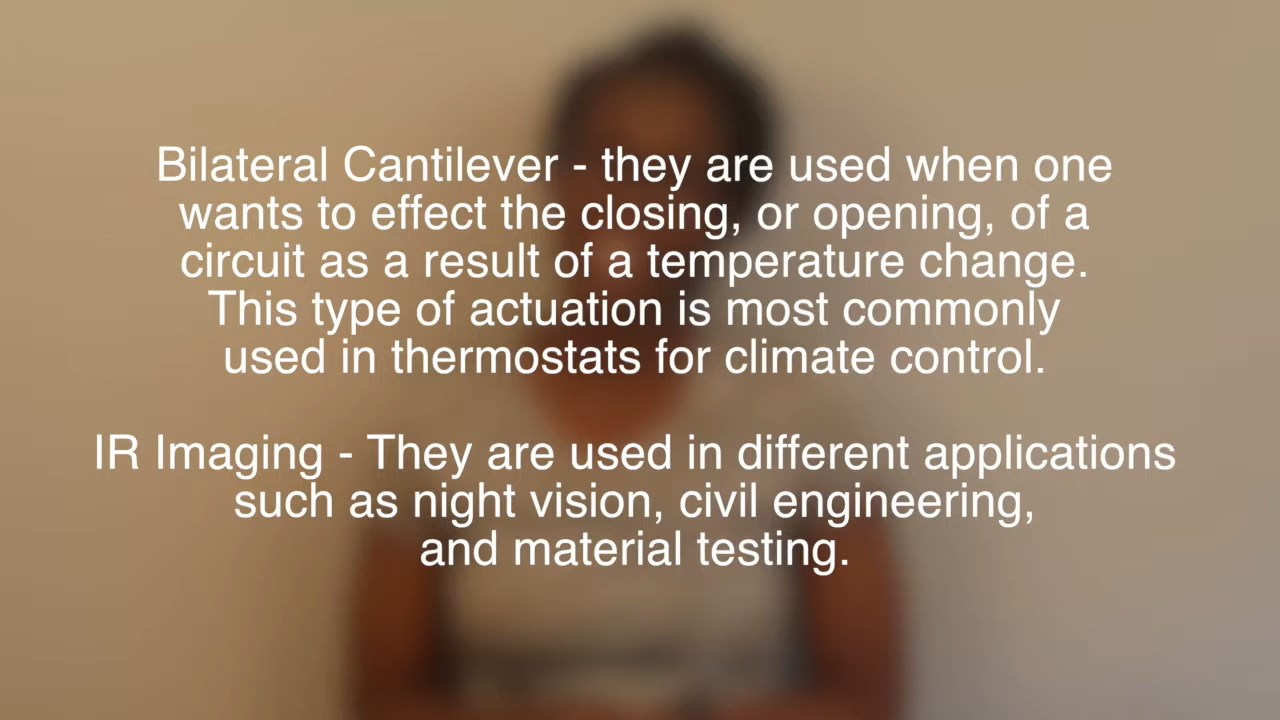 Bilateral Cantilever - they are used when one
wants to effect the closing, or opening, of a
circuit as a result of a temperature change.
This type of actuation is most commonly
used in thermostats for climate control.
IR Imaging - They are used in different applications
such as night vision, civil engineering,
and material testing.